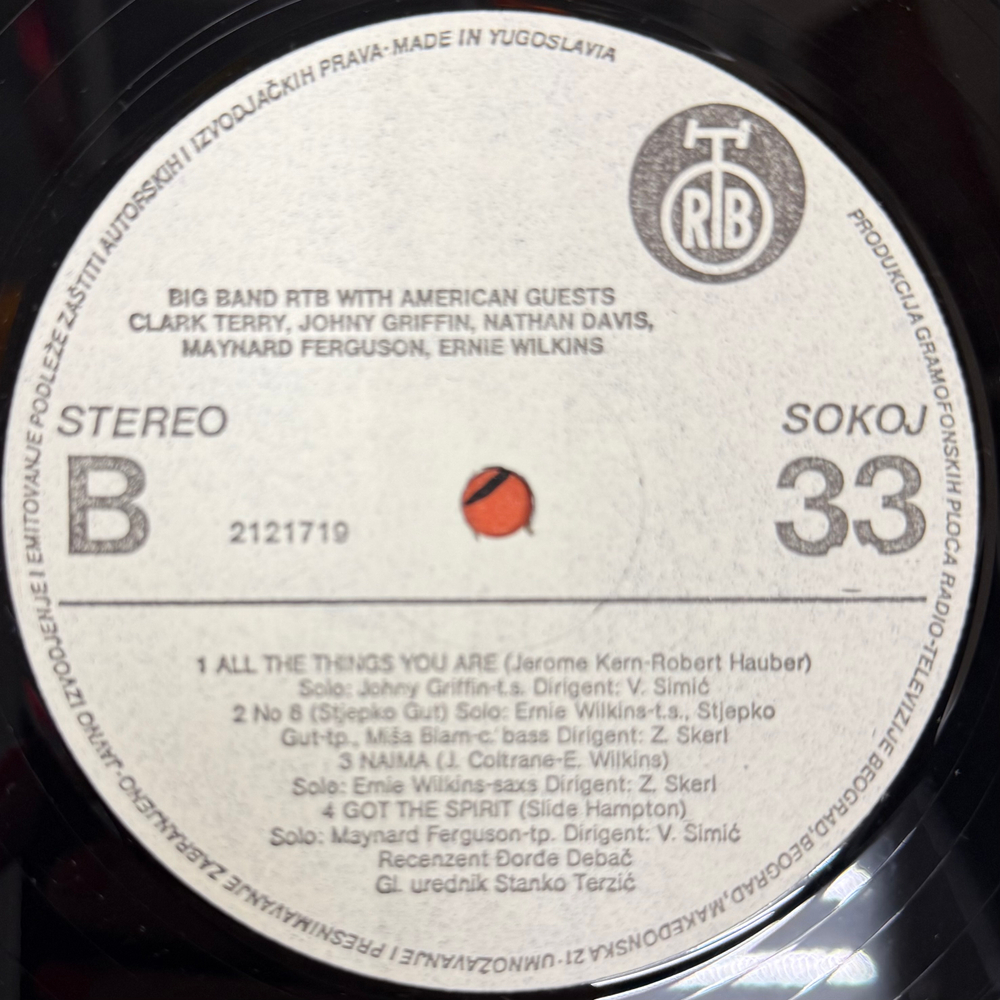 PRODUKCIJA GRAMOFONSKIH PLOČA RADIO-TELEVIZIJE BEOGRAD, BEOGRAD, MAKEDONSKA 21 · UMNOŽAVANJE I PRESNIMAVANJE ZABRANJENO · JAVNO IZVODJENJE I EMITOVANJE PODLEŽE ZAŠTITI AUTORSKIH I IZVODJAČKIH PRAVA · MADE IN YUGOSLAVIA
RTB
BIG BAND RTB WITH AMERICAN GUESTS
CLARK TERRY, JOHNY GRIFFIN, NATHAN DAVIS,
MAYNARD FERGUSON, ERNIE WILKINS
STEREO
SOKOJ
B
2121719
33
1 ALL THE THINGS YOU ARE (Jerome Kern-Robert Hauber)
Solo: Johny Griffin-t.s. Dirigent: V. Simić
2 No 8 (Stjepko Gut) Solo: Ernie Wilkins-t.s., Stjepko
Gut-tp., Miša Blam-c. bass Dirigent: Z. Skerl
3 NAIMA (J. Coltrane-E. Wilkins)
Solo: Ernie Wilkins-saxs Dirigent: Z. Skerl
4 GOT THE SPIRIT (Slide Hampton)
Solo: Maynard Ferguson-tp. Dirigent: V. Simić
Recenzent Đorđe Debač
Gl. urednik Stanko Terzić